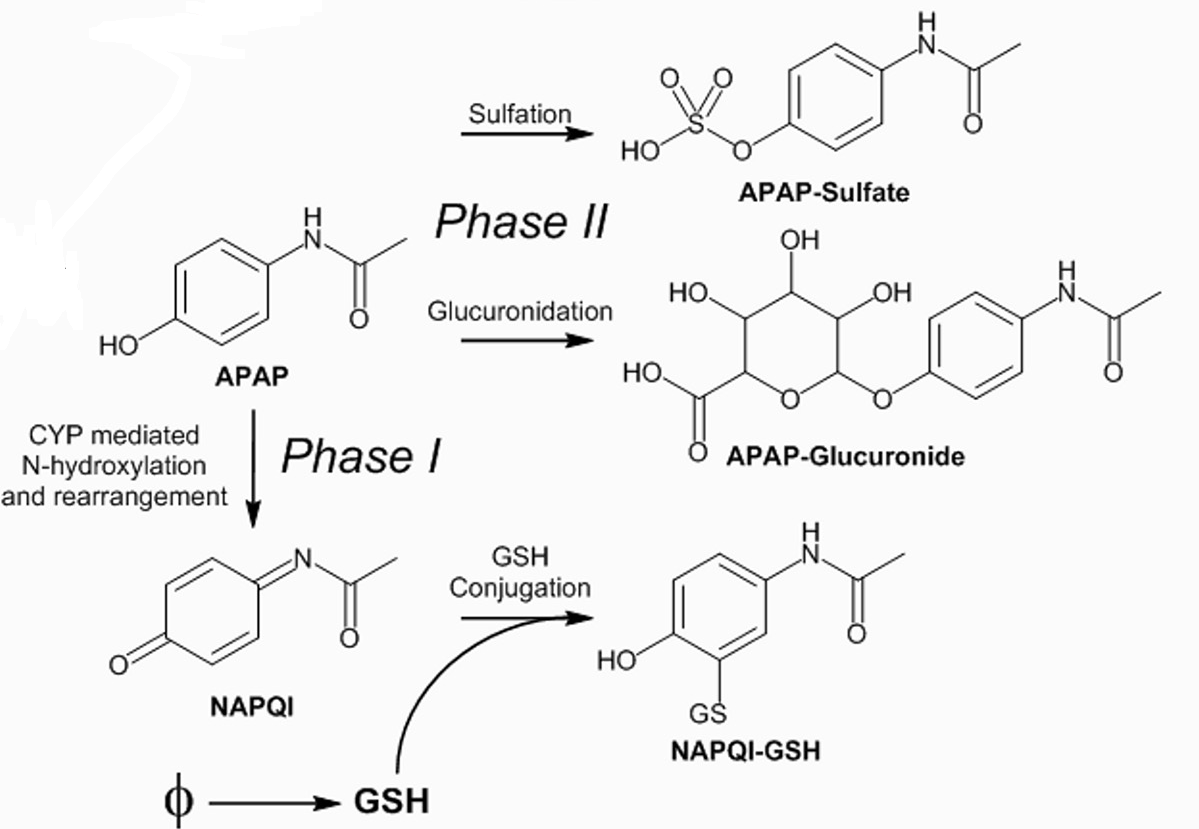 H
N
O O
S
HO O
O
Sulfation
APAP-Sulfate
Phase II
H
N
O
HO
APAP
Glucuronidation
OH
HO OH
H
N
HO
O O
O
O
APAP-Glucuronide
CYP mediated
N-hydroxylation
and rearrangement
Phase I
N
O
O
NAPQI
GSH
Conjugation
H
N
O
HO
GS
NAPQI-GSH
ϕ GSH